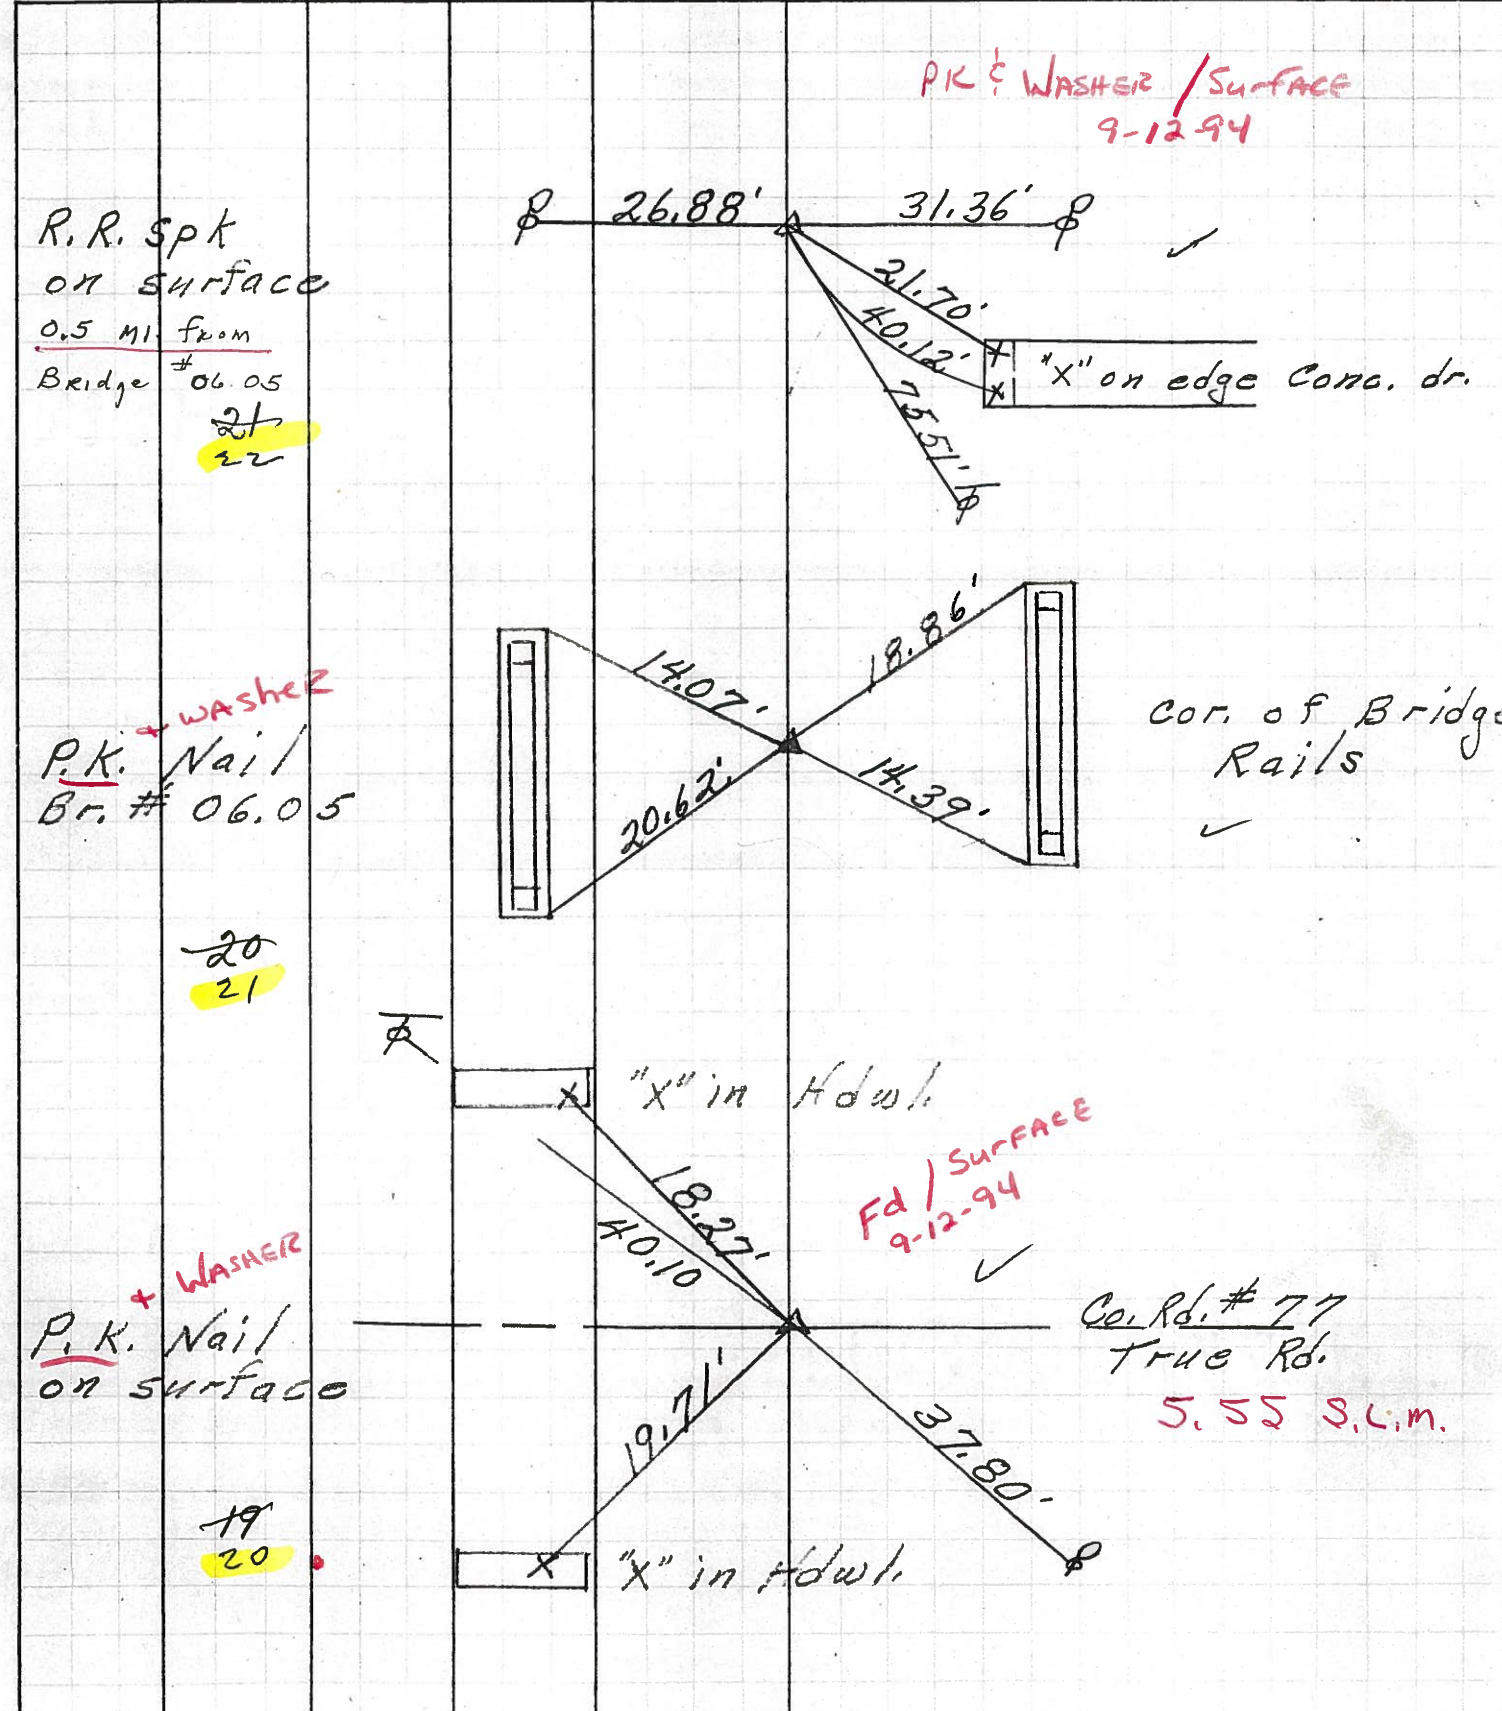 PK & WASHER / SurFACE
9-12-94
26.88' 31.36'
R.R. Spk
on surface
0.5 MI. from
Bridge #06.05
21
22
21.70'
40.12'
75.51'
"X" on edge Conc. dr.
14.07'
18.86'
20.62'
14.39'
Cor. of Bridge
Rails
+ WASHER
P.K. Nail
Br. # 06.05
20
21
"X" in Hdwl.
18.27'
40.10
Fd / SurFACE
9-12-94
+ WASHER
P.K. Nail
on surface
Co. Rd. # 77
True Rd.
5.55 S.L.M.
19.71'
37.80'
19
20
"X" in Hdwl.